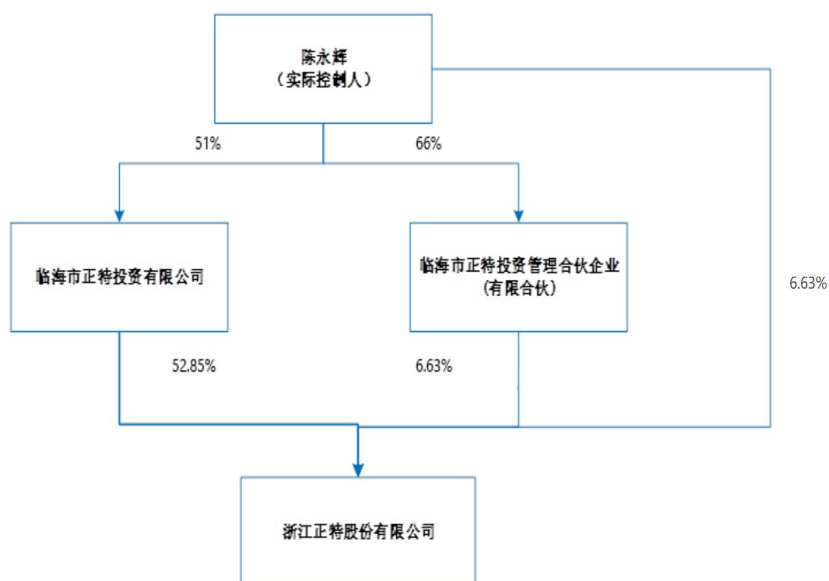 陈永辉
（实际控制人）
51%
66%
临海市正特投资有限公司
临海市正特投资管理合伙企业
(有限合伙)
6.63%
52.85%
6.63%
浙江正特股份有限公司